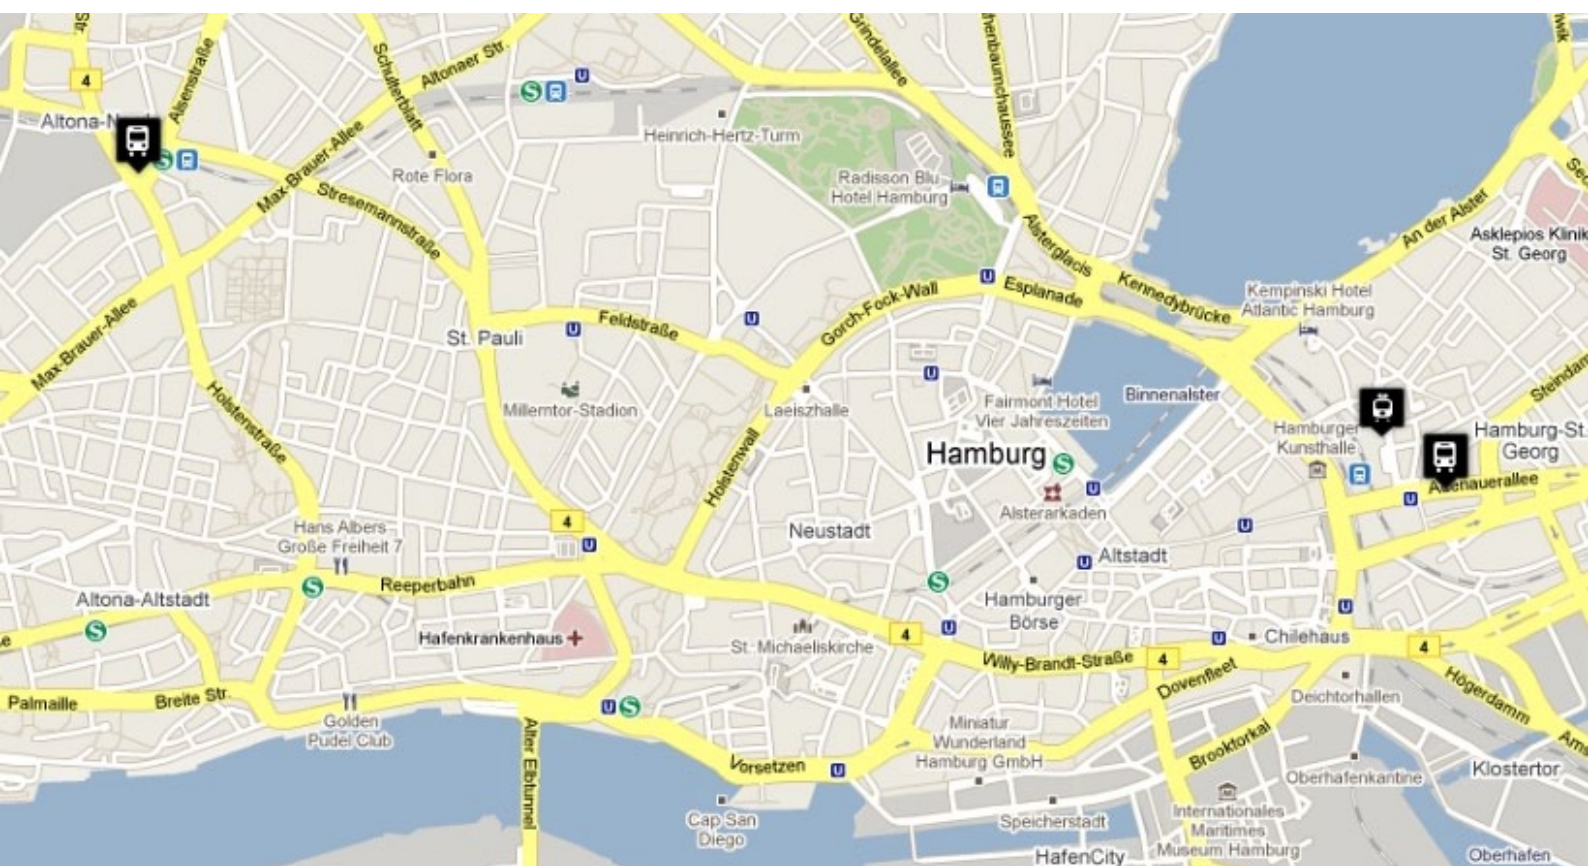 Grindelallee
Altonaer Str.
Alsenstraße
Schulterblatt
4
Altona-N
S
U
S
Heinrich-Hertz-Turm
Max-Brauer-Allee
Rote Flora
Stresemannstraße
Radisson Blu
Hotel Hamburg
Alsterglacis
An der Alster
Asklepios Klinik
St. Georg
Kennedybrücke
Kempinski Hotel
Atlantic Hamburg
U
Esplanade
Gorch-Fock-Wall
Max-Brauer-Allee
St. Pauli
U
Feldstraße
U
U
Millerntor-Stadion
Laeiszhalle
Fairmont Hotel
Vier Jahreszeiten
Binnenalster
Hamburger
Kunsthalle
Hamburg-St.
Georg
Holstenstraße
Holstenwall
Hamburg
S
U
Alsterarkaden
U
4
U
Neustadt
U
Altstadt
U
Hans Albers
Große Freiheit 7
S
Reeperbahn
Altona-Altstadt
S
Hafenkrankenhaus
S
Hamburger
Börse
U
St. Michaeliskirche
4
U
Willy-Brandt-Straße
4
U
Chilehaus
4
Dovenfleet
Högerdamm
Palmaille
Breite Str.
Golden
Pudel Club
U
S
Alter Elbtunnel
Vorsetzen
U
Miniatur
Wunderland
Hamburg GmbH
Deichtorhallen
Brooktorkai
Oberhafenkantine
Klostertor
Cap San
Diego
Speicherstadt
Internationales
Maritimes
Museum Hamburg
HafenCity
Oberhafen